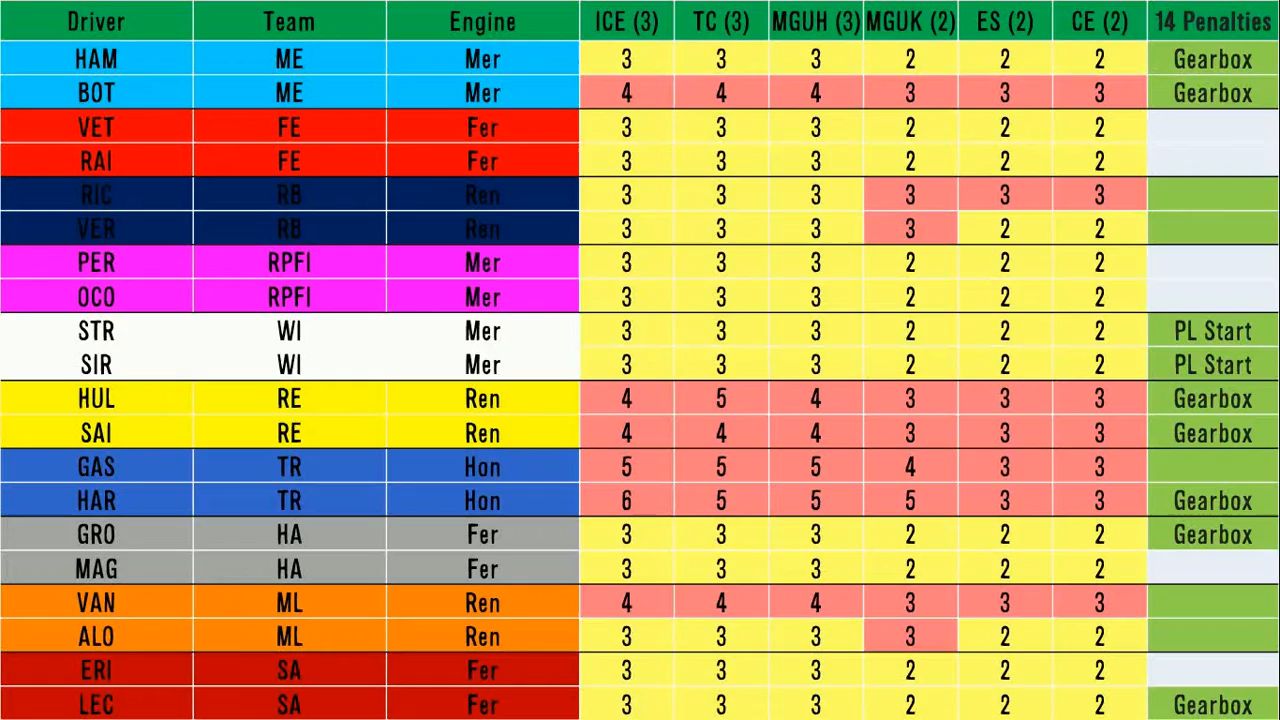 Driver Team Engine ICE (3) TC (3) MGUH (3) MGUK (2) ES (2) CE (2) 14 Penalties
HAM ME Mer 3 3 3 2 2 2 Gearbox
BOT ME Mer 4 4 4 3 3 3 Gearbox
VET FE Fer 3 3 3 2 2 2
RAI FE Fer 3 3 3 2 2 2
RIC RB Ren 3 3 3 3 3 3
VER RB Ren 3 3 3 3 2 2
PER RPFI Mer 3 3 3 2 2 2
OCO RPFI Mer 3 3 3 2 2 2
STR WI Mer 3 3 3 2 2 2 PL Start
SIR WI Mer 3 3 3 2 2 2 PL Start
HUL RE Ren 4 5 4 3 3 3 Gearbox
SAI RE Ren 4 4 4 3 3 3 Gearbox
GAS TR Hon 5 5 5 4 3 3
HAR TR Hon 6 5 5 5 3 3 Gearbox
GRO HA Fer 3 3 3 2 2 2 Gearbox
MAG HA Fer 3 3 3 2 2 2
VAN ML Ren 4 4 4 3 3 3
ALO ML Ren 3 3 3 3 2 2
ERI SA Fer 3 3 3 2 2 2
LEC SA Fer 3 3 3 2 2 2 Gearbox